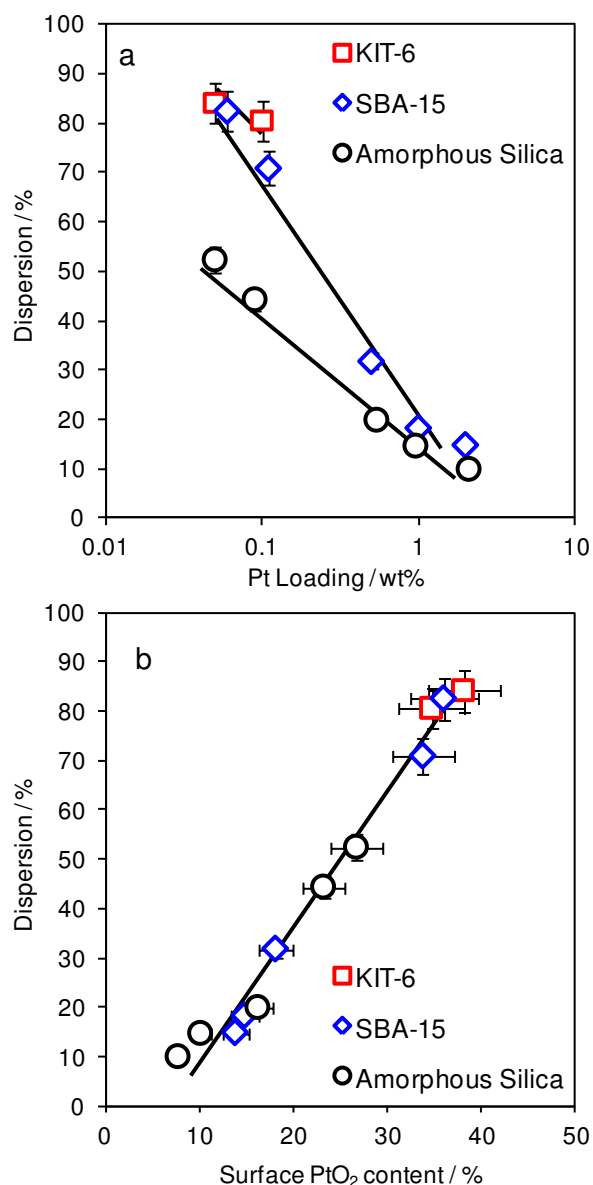 100
90
80
70
60
50
40
30
20
10
0
Dispersion / %
a
KIT-6
SBA-15
Amorphous Silica
0.01 0.1 1 10
Pt Loading / wt%
100
90
80
70
60
50
40
30
20
10
0
Dispersion / %
b
KIT-6
SBA-15
Amorphous Silica
0 10 20 30 40 50
Surface PtO₂ content / %